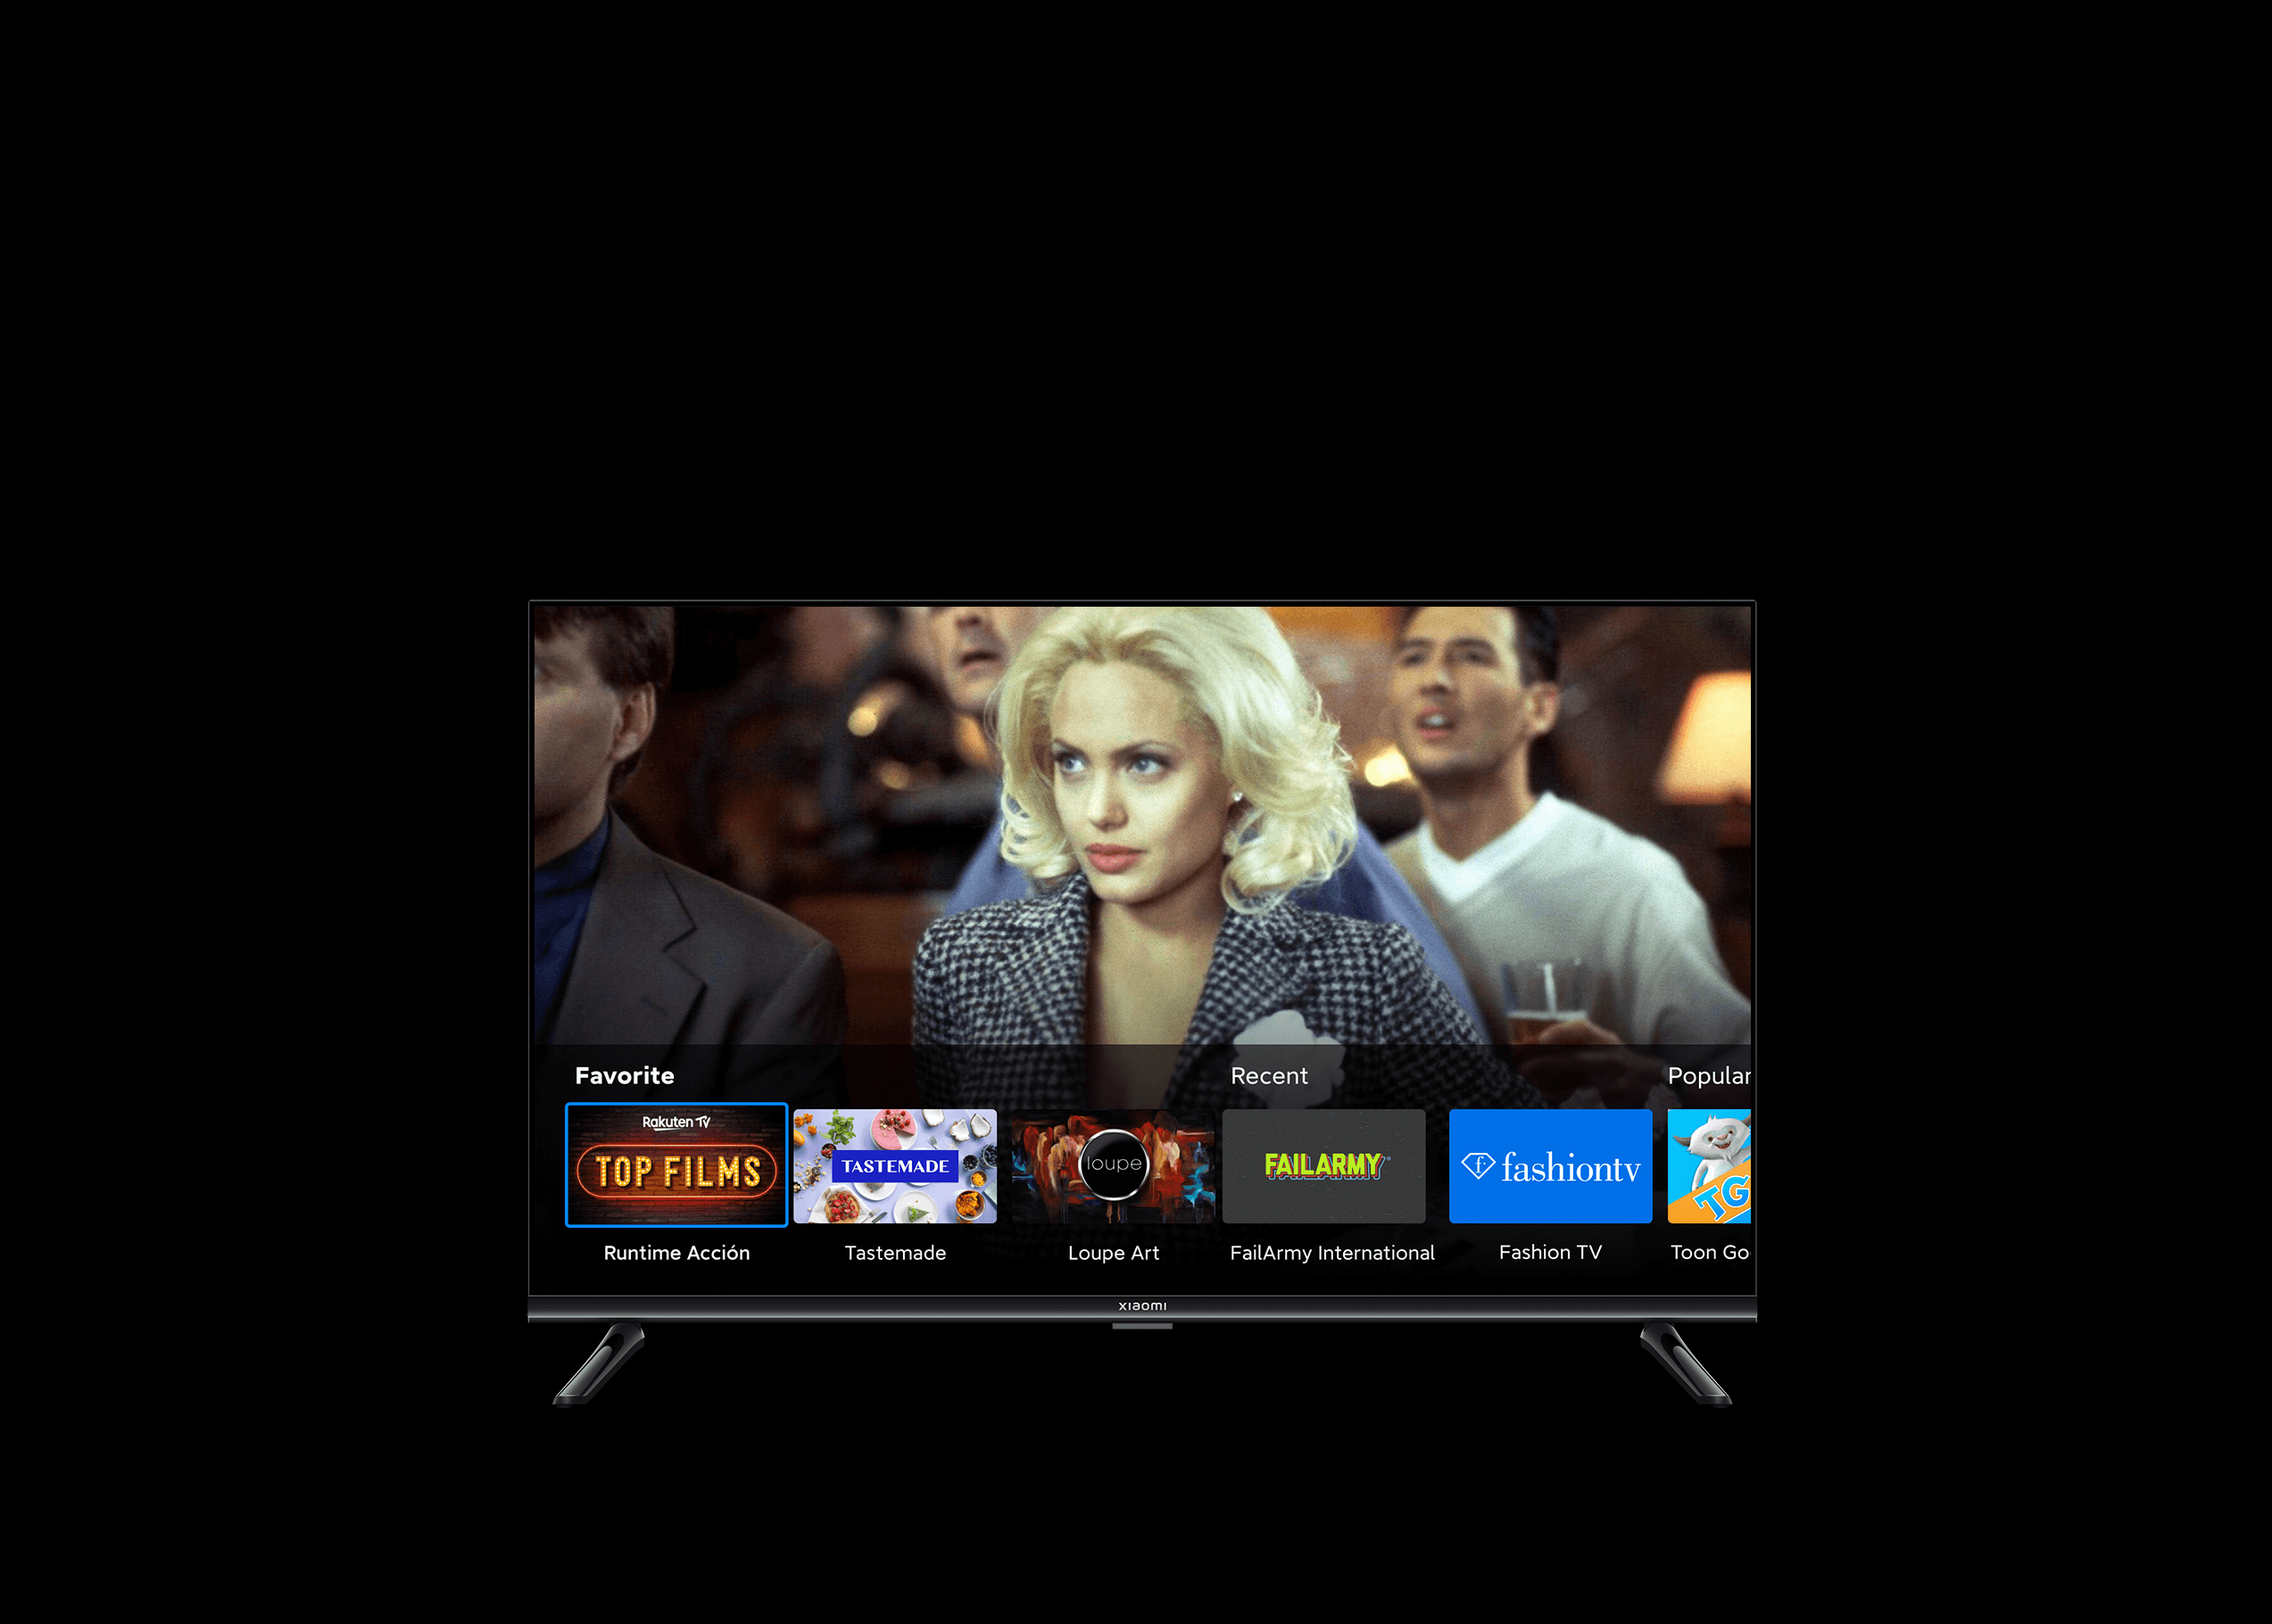 Favorite
Recent
Popular
Rakuten TV
TOP FILMS
TASTEMADE
loupe
FAILARMY
fashiontv
TG
Runtime Acción
Tastemade
Loupe Art
FailArmy International
Fashion TV
Toon Go
xiaomi